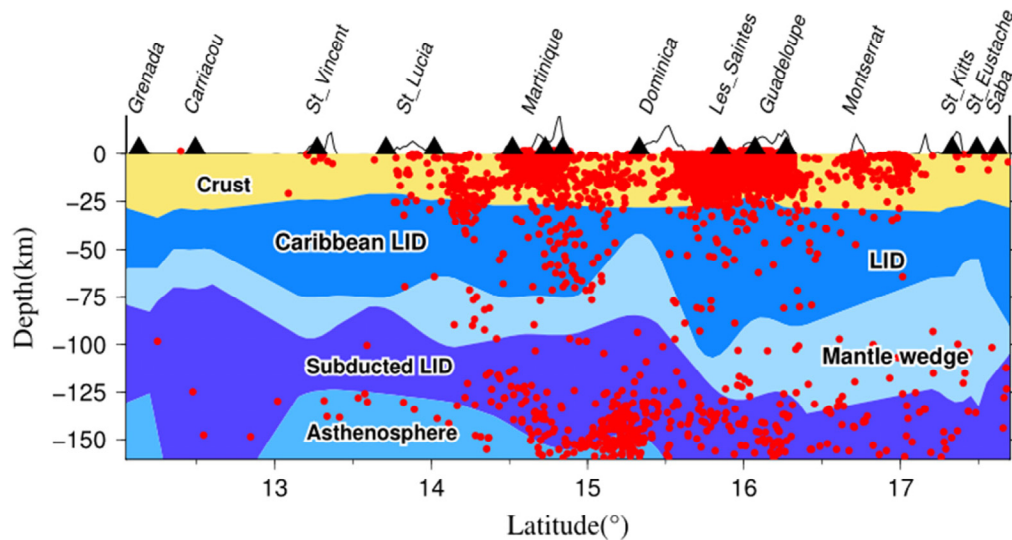 Grenada
Carriacou
St_Vincent
St_Lucia
Martinique
Dominica
Les_Saintes
Guadeloupe
Montserrat
St_Kitts
St_Eustache
Saba
0
−25
−50
−75
−100
−125
−150
Depth(km)
Crust
Caribbean LID
LID
Mantle wedge
Subducted LID
Asthenosphere
13
14
15
16
17
Latitude(°)